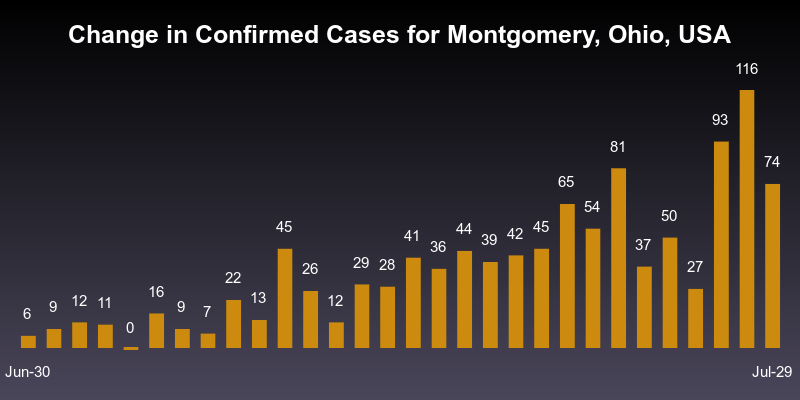 Change in Confirmed Cases for Montgomery, Ohio, USA
6 9 12 11 0 16 9 7 22 13 45 26 12 29 28 41 36 44 39 42 45 65 54 81 37 50 27 93 116 74
Jun-30 Jul-29